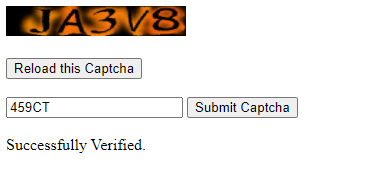 JA3V8
Reload this Captcha
459CT
Submit Captcha
Successfully Verified.